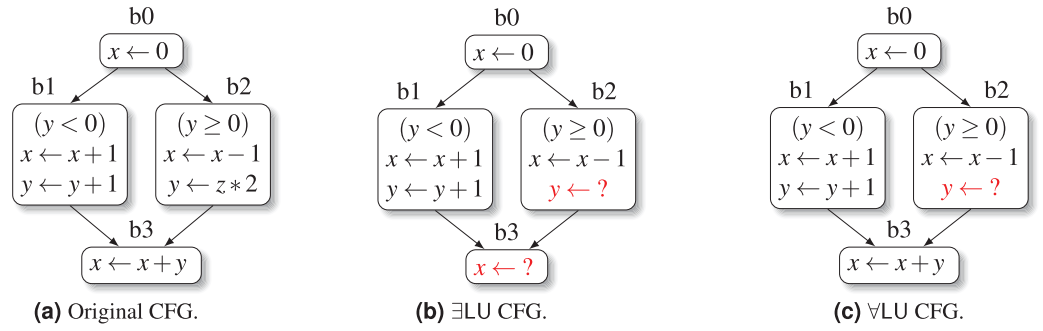 b0
x ← 0
b1
(y < 0)
x ← x + 1
y ← y + 1
b2
(y ≥ 0)
x ← x − 1
y ← z ∗ 2
b3
x ← x + y
(a) Original CFG.
b0
x ← 0
b1
(y < 0)
x ← x + 1
y ← y + 1
b2
(y ≥ 0)
x ← x − 1
y ← ?
b3
x ← ?
(b) ∃LU CFG.
b0
x ← 0
b1
(y < 0)
x ← x + 1
y ← y + 1
b2
(y ≥ 0)
x ← x − 1
y ← ?
b3
x ← x + y
(c) ∀LU CFG.